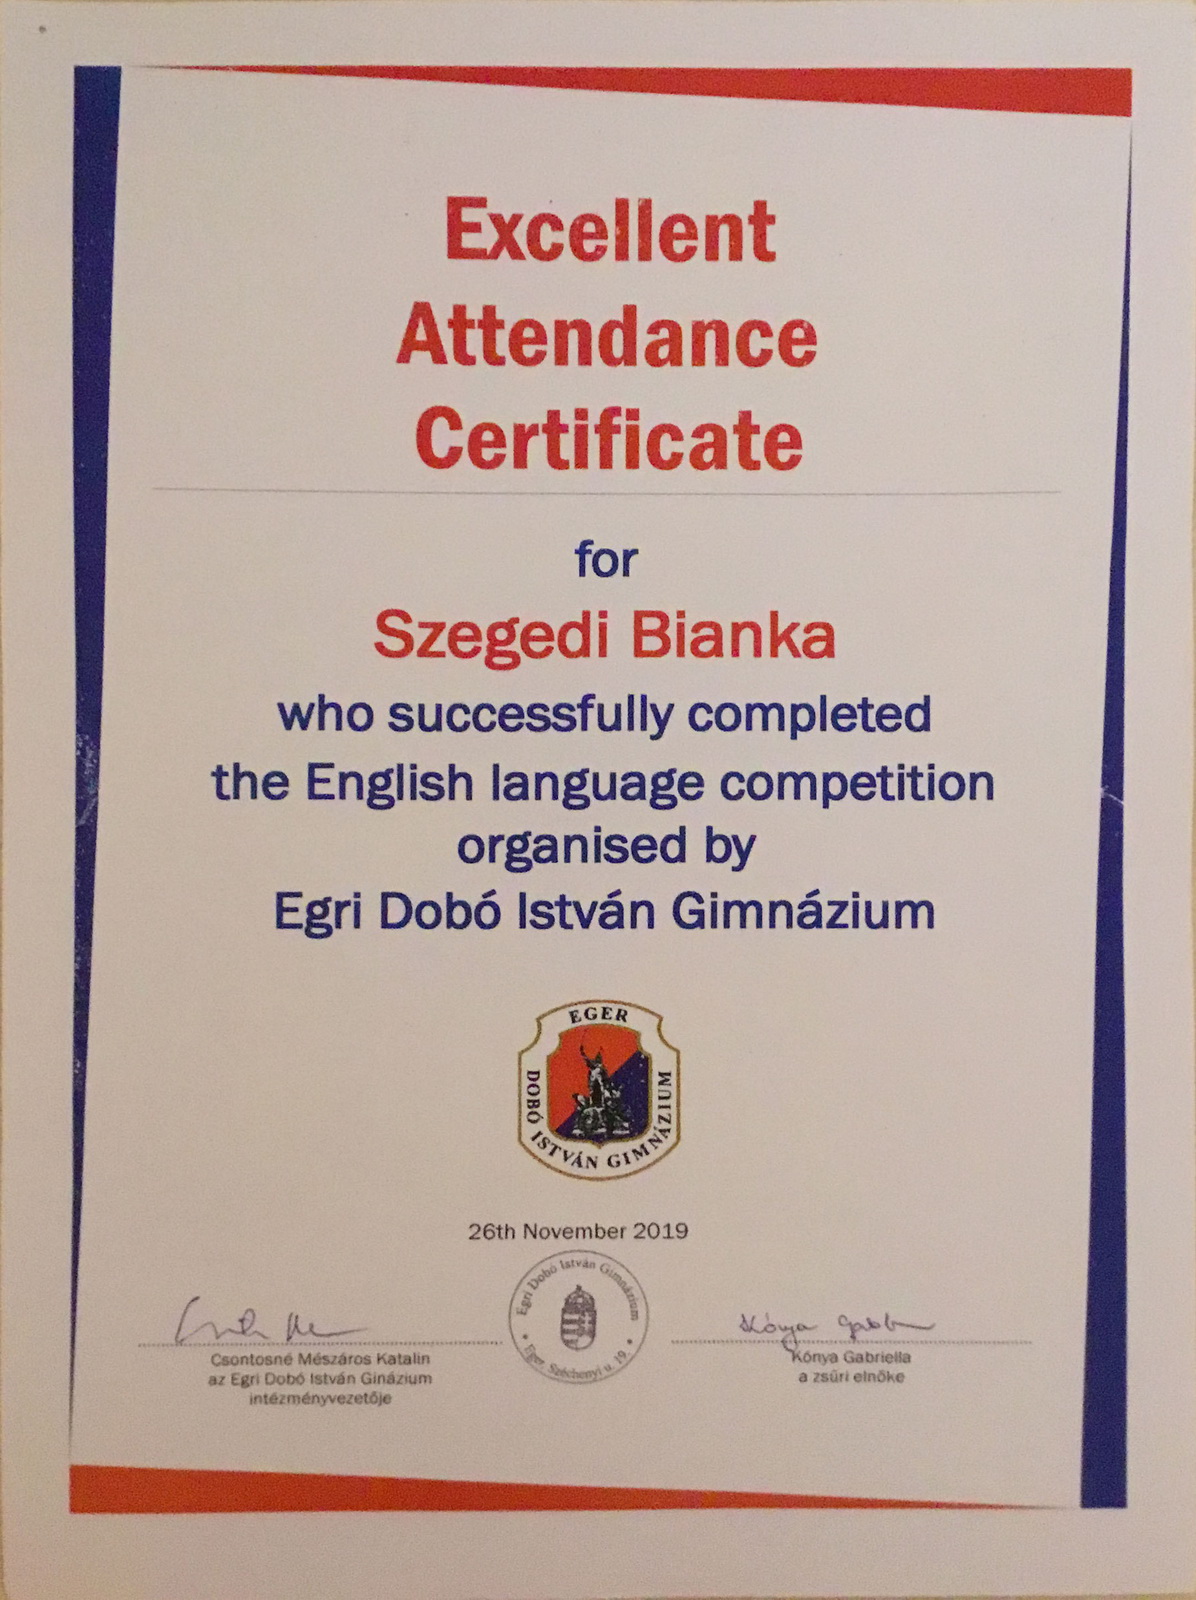 Excellent
Attendance
Certificate
for
Szegedi Bianka
who successfully completed
the English language competition
organised by
Egri Dobó István Gimnázium
EGER
DOBÓ ISTVÁN GIMNÁZIUM
26th November 2019
Egri Dobó István Gimnázium
Eger, Széchenyi u. 19.
Kónya Gabriella
Csontosné Mészáros Katalin
az Egri Dobó István Ginázium
intézményvezetője
a zsűri elnőke